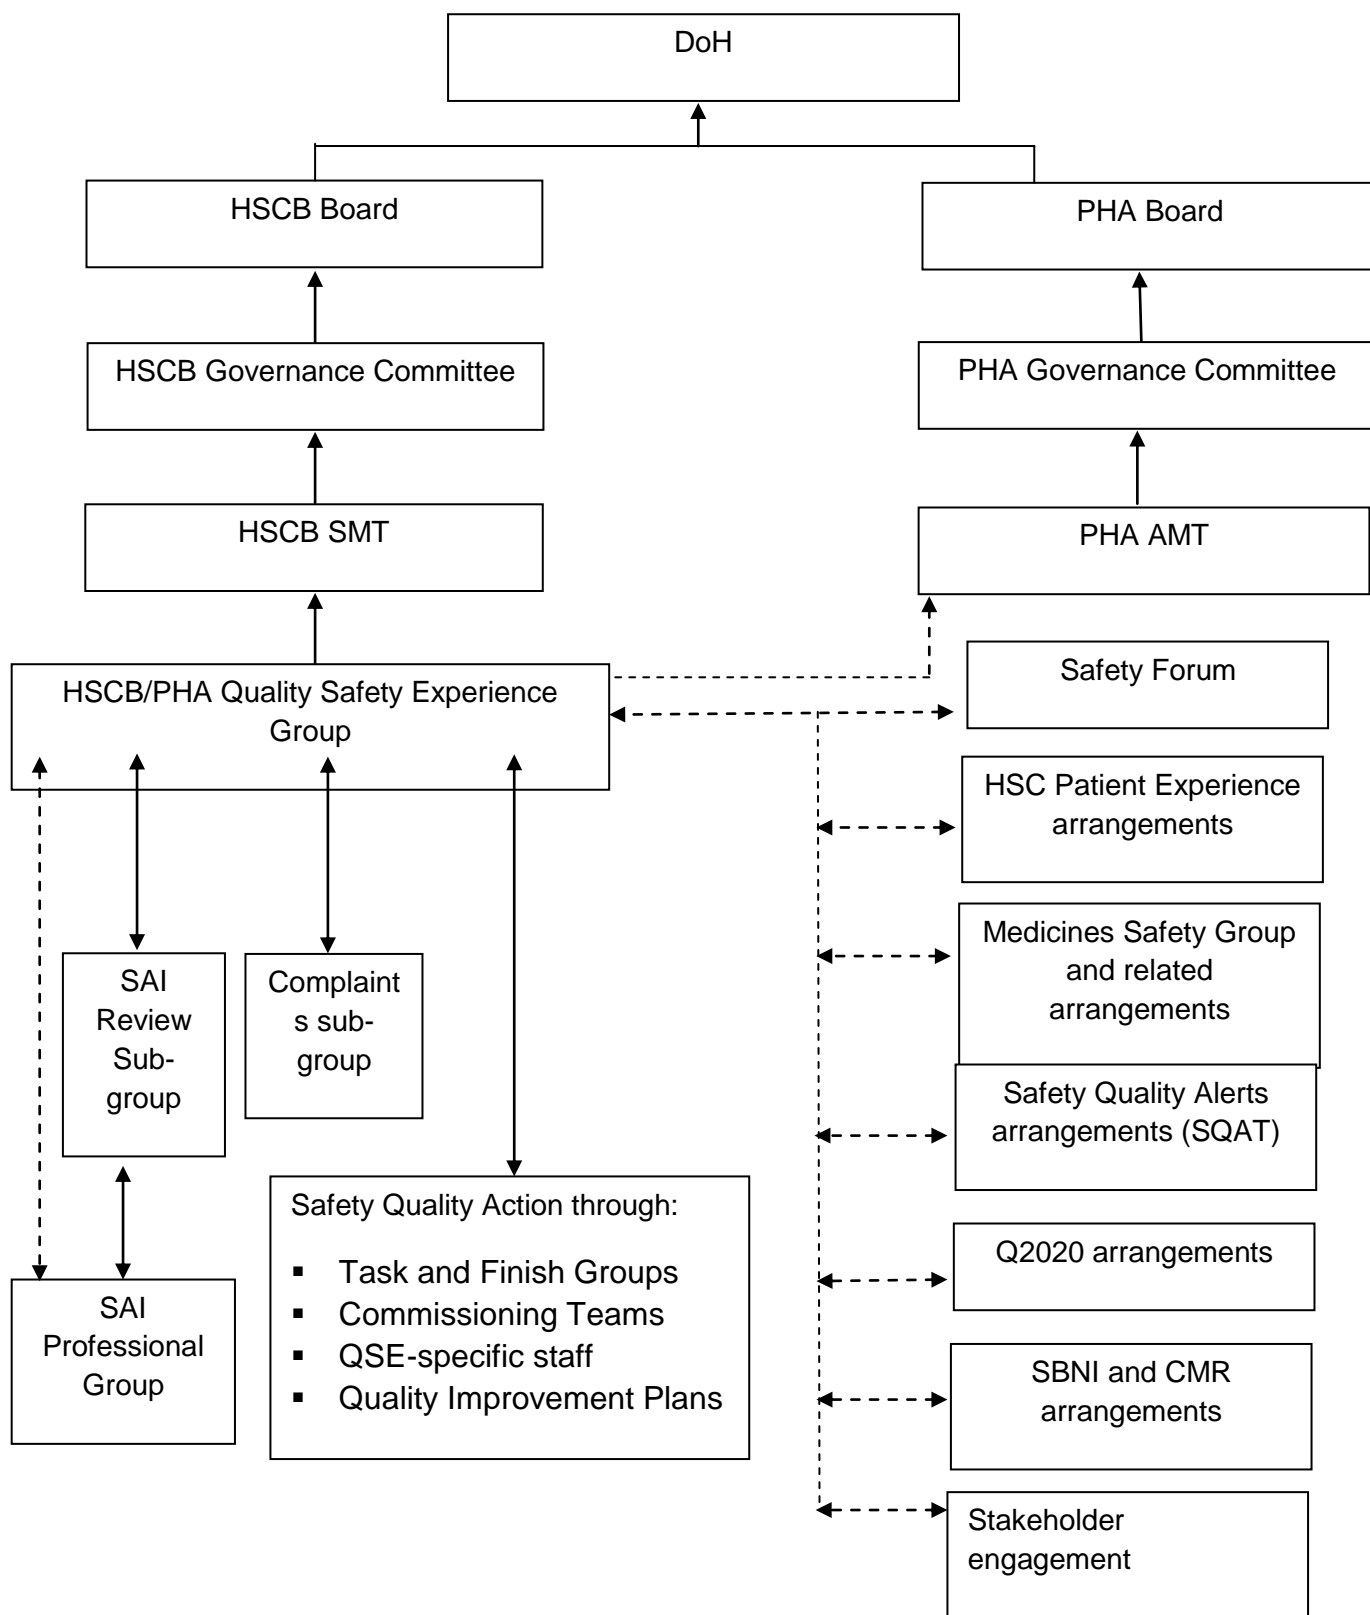 DoH
HSCB Board
PHA Board
HSCB Governance Committee
PHA Governance Committee
HSCB SMT
PHA AMT
HSCB/PHA Quality Safety Experience
Group
Safety Forum
HSC Patient Experience
arrangements
Medicines Safety Group
and related
arrangements
SAI
Review
Sub-
group
Complaint
s sub-
group
Safety Quality Alerts
arrangements (SQAT)
Safety Quality Action through:
▪ Task and Finish Groups
▪ Commissioning Teams
▪ QSE-specific staff
▪ Quality Improvement Plans
Q2020 arrangements
SAI
Professional
Group
SBNI and CMR
arrangements
Stakeholder
engagement